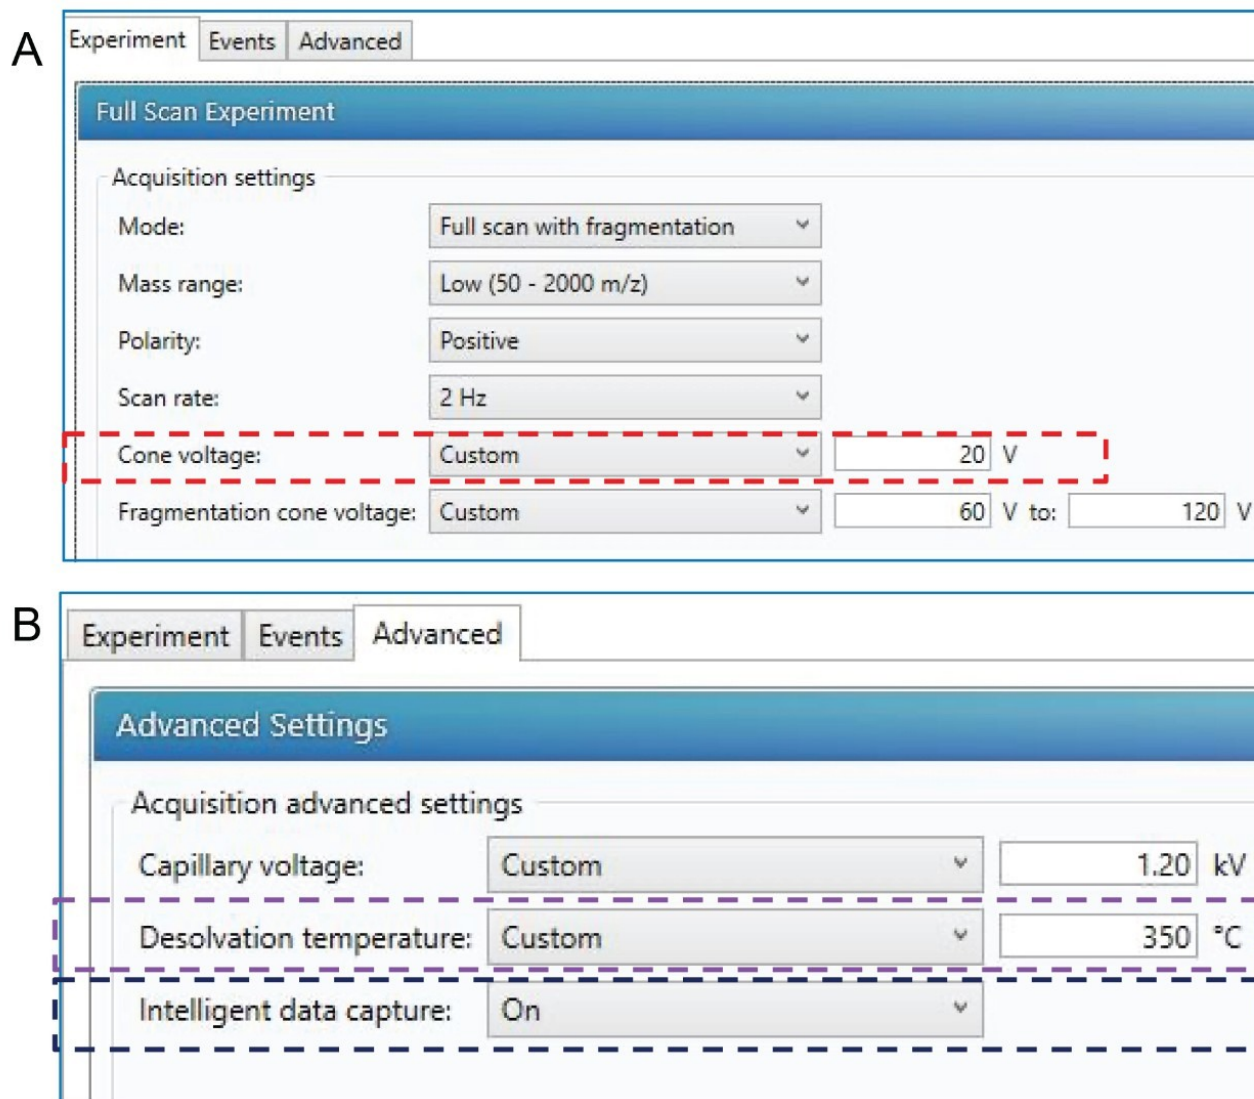 A
Experiment Events Advanced
Full Scan Experiment
Acquisition settings
Mode: Full scan with fragmentation
Mass range: Low (50 - 2000 m/z)
Polarity: Positive
Scan rate: 2 Hz
Cone voltage: Custom 20 V
Fragmentation cone voltage: Custom 60 V to: 120 V
B
Experiment Events Advanced
Advanced Settings
Acquisition advanced settings
Capillary voltage: Custom 1.20 kV
Desolvation temperature: Custom 350 °C
Intelligent data capture: On